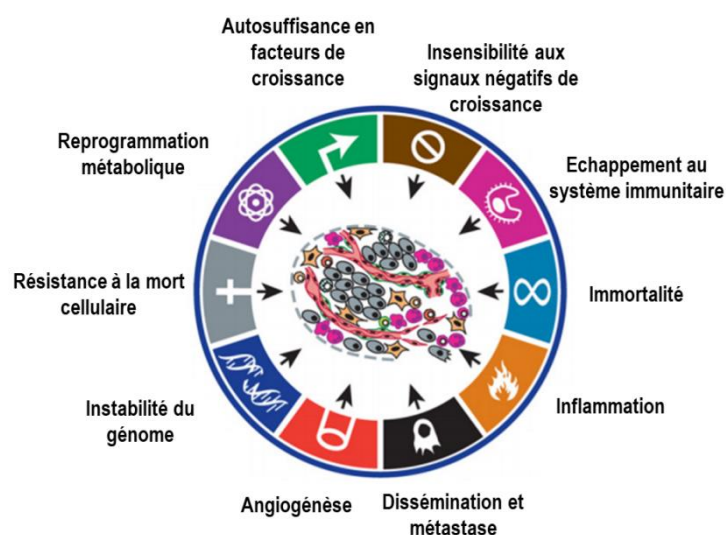 Autosuffisance en
facteurs de
croissance
Insensibilité aux
signaux négatifs de
croissance
Reprogrammation
métabolique
Echappement au
système immunitaire
Résistance à la mort
cellulaire
Immortalité
Instabilité du
génome
Inflammation
Angiogénèse
Dissémination et
métastase